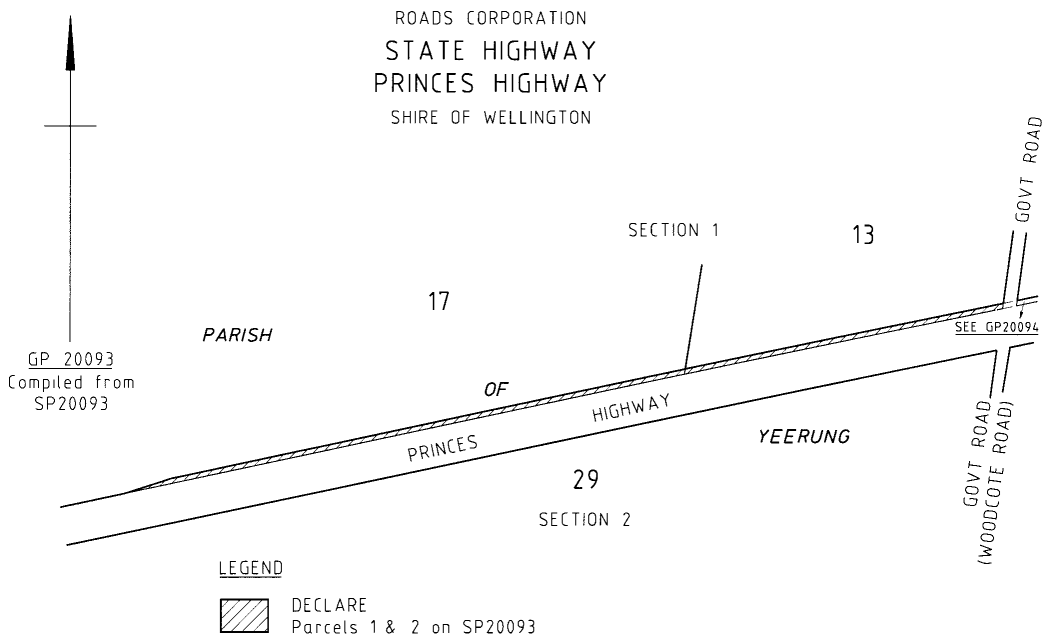 ROADS CORPORATION
STATE HIGHWAY
PRINCES HIGHWAY
SHIRE OF WELLINGTON
GOVT ROAD
SECTION 1
13
17
PARISH
SEE GP20094
GP 20093
Compiled from
SP20093
OF
PRINCES HIGHWAY
YEERUNG
GOVT ROAD
(WOODCOTE ROAD)
29
SECTION 2
LEGEND
DECLARE
Parcels 1 & 2 on SP20093